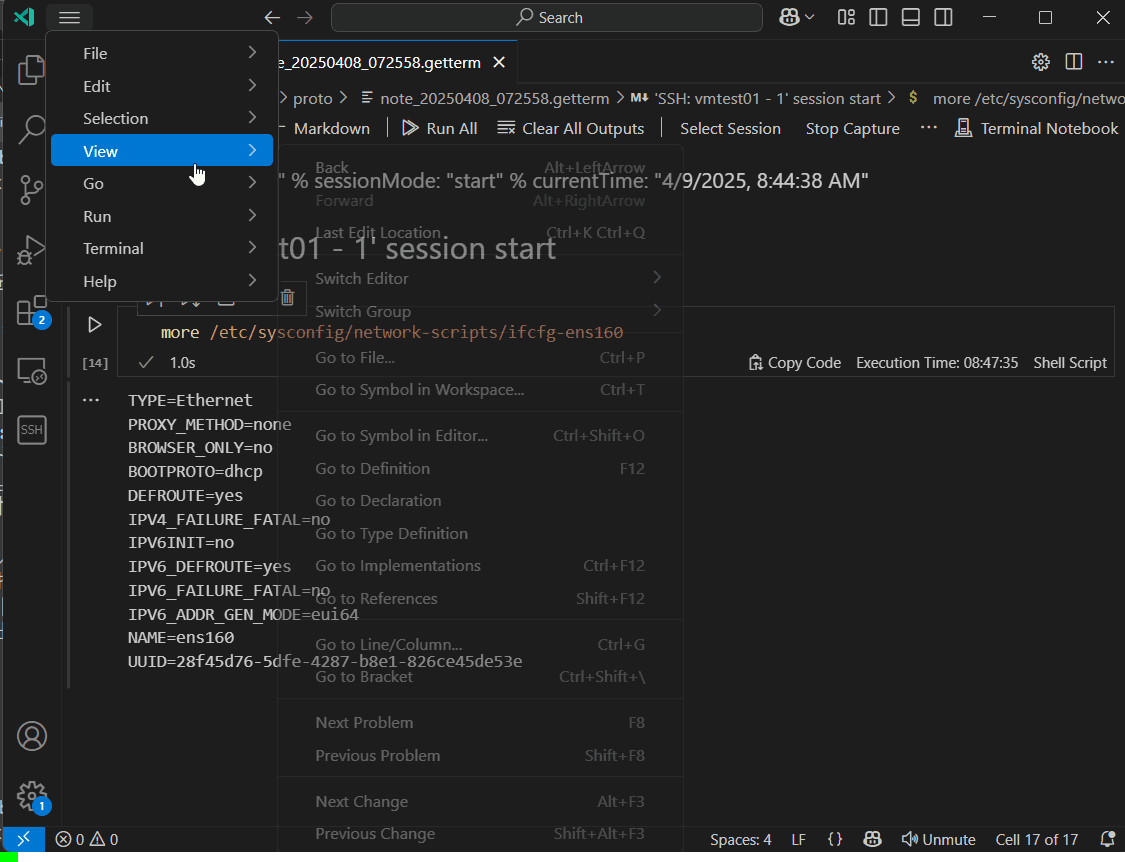 Search
File
Edit
Selection
View
Go
Run
Terminal
Help
e_20250408_072558.getterm
proto > note_20250408_072558.getterm > M↓ 'SSH: vmtest01 - 1' session start > $ more /etc/sysconfig/netwo
Markdown | Run All Clear All Outputs | Select Session Stop Capture ··· Terminal Notebook
" % sessionMode: "start" % currentTime: "4/9/2025, 8:44:38 AM"
t01 - 1' session start
more /etc/sysconfig/network-scripts/ifcfg-ens160
[14] 1.0s Copy Code Execution Time: 08:47:35 Shell Script
TYPE=Ethernet
PROXY_METHOD=none
BROWSER_ONLY=no
BOOTPROTO=dhcp
DEFROUTE=yes
IPV4_FAILURE_FATAL=no
IPV6INIT=no
IPV6_DEFROUTE=yes
IPV6_FAILURE_FATAL=no
IPV6_ADDR_GEN_MODE=eui64
NAME=ens160
UUID=28f45d76-5dfe-4287-b8e1-826ce45de53e
Back Alt+LeftArrow
Forward Alt+RightArrow
Last Edit Location Ctrl+K Ctrl+Q
Switch Editor
Switch Group
Go to File... Ctrl+P
Go to Symbol in Workspace... Ctrl+T
Go to Symbol in Editor... Ctrl+Shift+O
Go to Definition F12
Go to Declaration
Go to Type Definition
Go to Implementations Ctrl+F12
Go to References Shift+F12
Go to Line/Column... Ctrl+G
Go to Bracket Ctrl+Shift+\
Next Problem F8
Previous Problem Shift+F8
Next Change Alt+F3
Previous Change Shift+Alt+F3
2
SSH
1
0 0 Spaces: 4 LF {} Unmute Cell 17 of 17